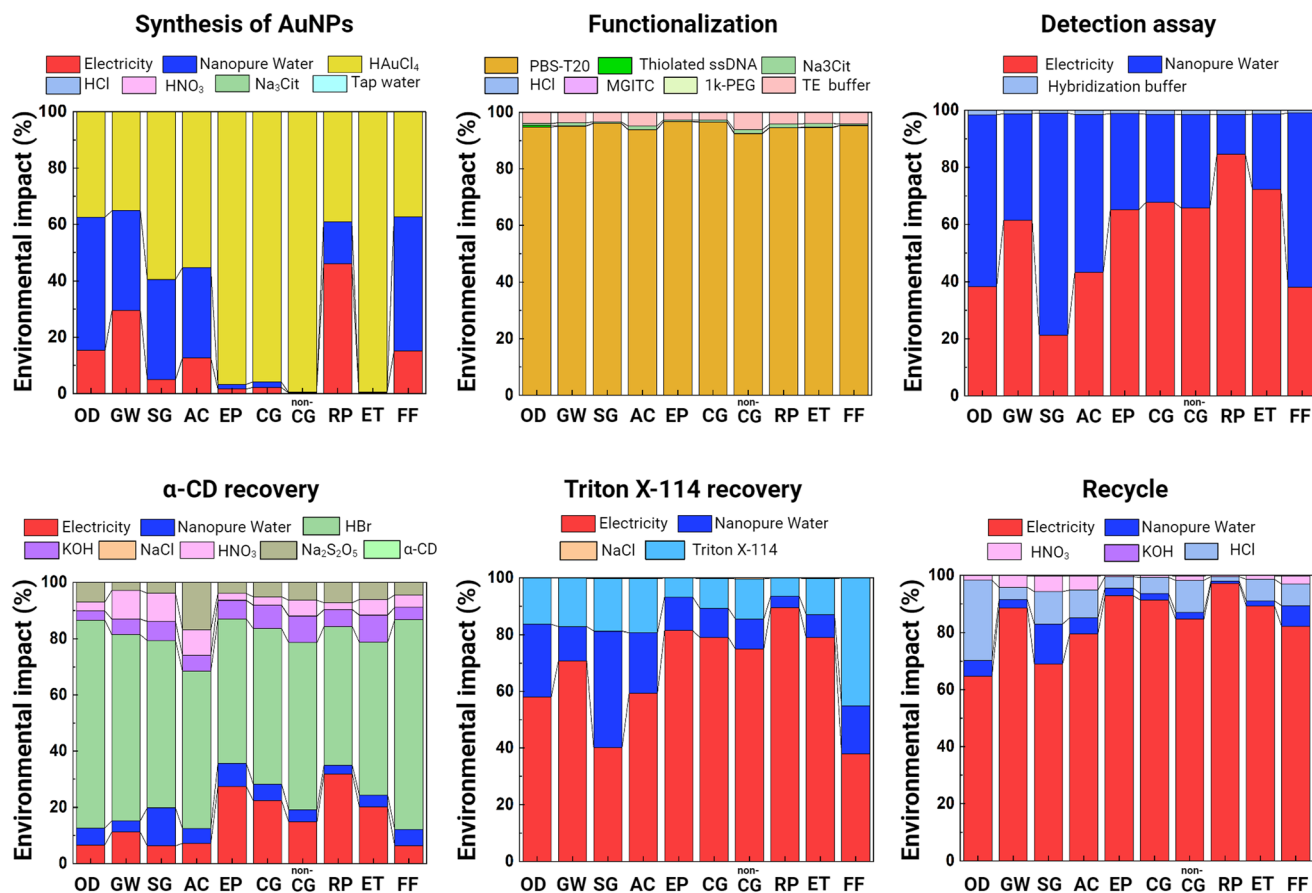 Synthesis of AuNPs
Electricity Nanopure Water HAuCl₄
HCl HNO₃ Na₃Cit Tap water
Environmental impact (%)
100
80
60
40
20
0
OD GW SG AC EP CG non-CG RP ET FF
Functionalization
PBS-T20 Thiolated ssDNA Na3Cit
HCl MGITC 1k-PEG TE buffer
Environmental impact (%)
100
80
60
40
20
0
OD GW SG AC EP CG non-CG RP ET FF
Detection assay
Electricity Nanopure Water
Hybridization buffer
Environmental impact (%)
100
80
60
40
20
0
OD GW SG AC EP CG non-CG RP ET FF
α-CD recovery
Electricity Nanopure Water HBr
KOH NaCl HNO₃ Na₂S₂O₅ α-CD
Environmental impact (%)
100
80
60
40
20
0
OD GW SG AC EP CG non-CG RP ET FF
Triton X-114 recovery
Electricity Nanopure Water
NaCl Triton X-114
Environmental impact (%)
100
80
60
40
20
0
OD GW SG AC EP CG non-CG RP ET FF
Recycle
Electricity Nanopure Water
HNO₃ KOH HCl
Environmental impact (%)
100
80
60
40
20
0
OD GW SG AC EP CG non-CG RP ET FF